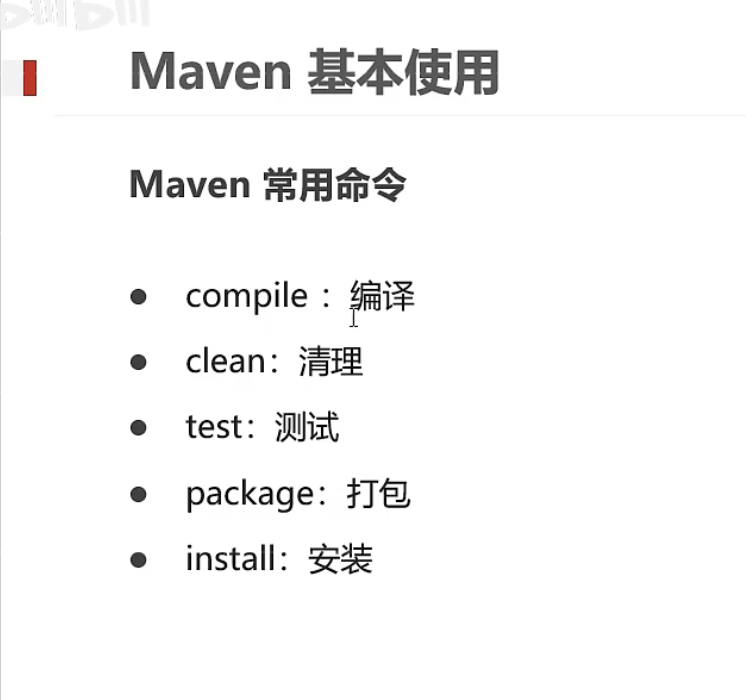 Maven 基本使用
Maven 常用命令
● compile ：编译
● clean：清理
● test：测试
● package：打包
● install：安装